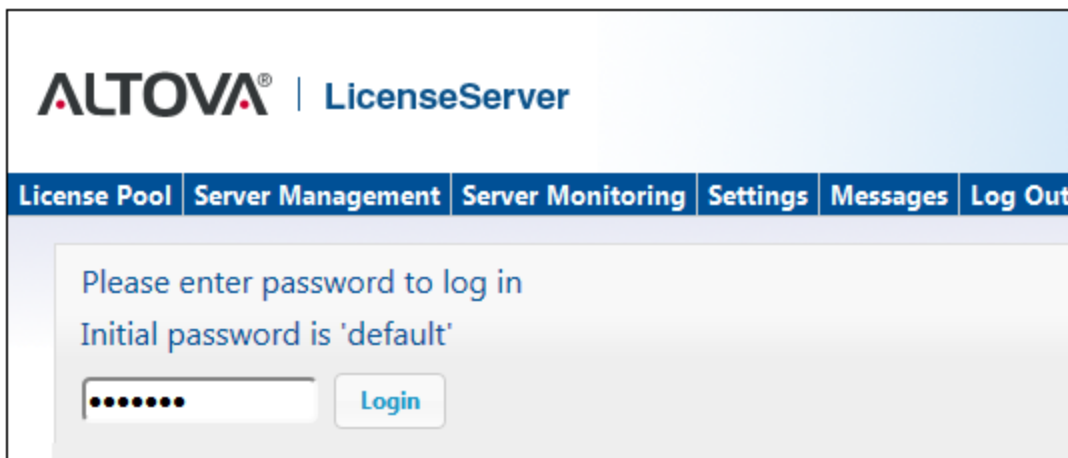 ALTOVA® | LicenseServer
License Pool Server Management Server Monitoring Settings Messages Log Out
Please enter password to log in
Initial password is 'default'
••••••• Login